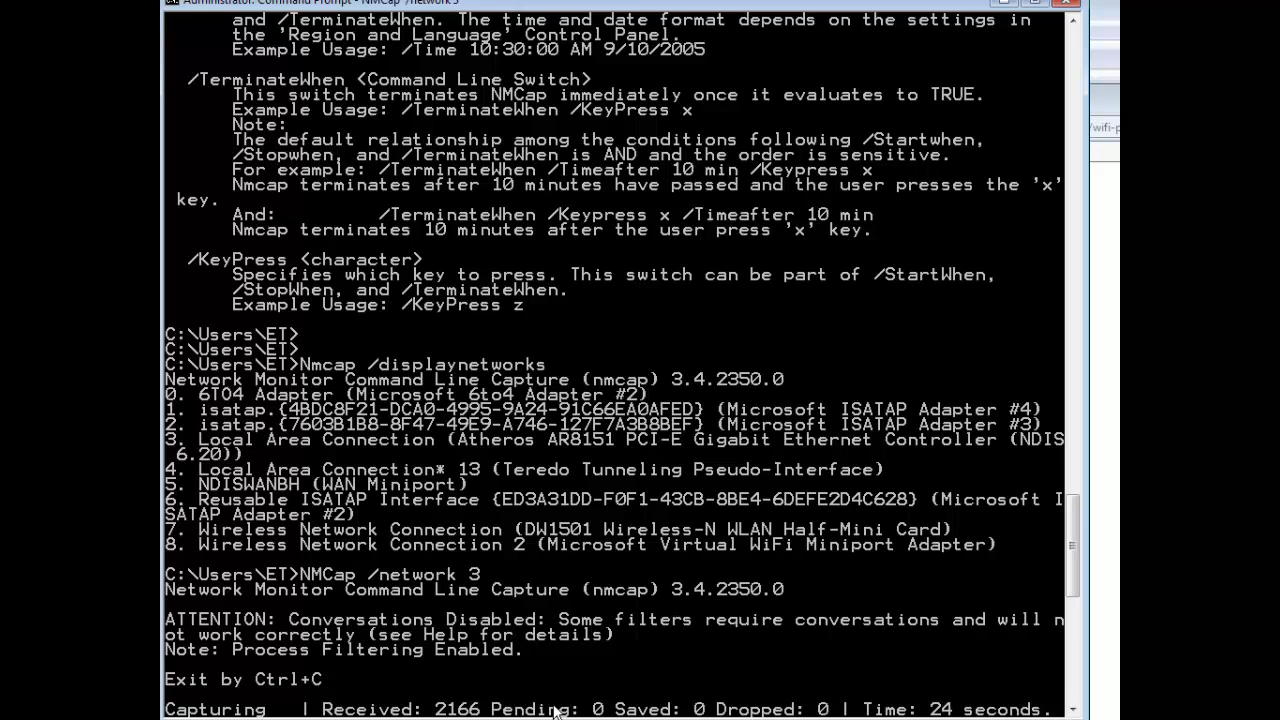 Administrator: Command Prompt - NMCap /network 3
and /TerminateWhen. The time and date format depends on the settings in
the 'Region and Language' Control Panel.
Example Usage: /Time 10:30:00 AM 9/10/2005
/TerminateWhen <Command Line Switch>
This switch terminates NMCap immediately once it evaluates to TRUE.
Example Usage: /TerminateWhen /KeyPress x
Note:
The default relationship among the conditions following /Startwhen,
/Stopwhen, and /TerminateWhen is AND and the order is sensitive.
For example: /TerminateWhen /Timeafter 10 min /Keypress x
Nmcap terminates after 10 minutes have passed and the user presses the 'x'
key.
And: /TerminateWhen /Keypress x /Timeafter 10 min
Nmcap terminates 10 minutes after the user press 'x' key.
/KeyPress <character>
Specifies which key to press. This switch can be part of /StartWhen,
/StopWhen, and /TerminateWhen.
Example Usage: /KeyPress z
C:\Users\ET>
C:\Users\ET>
C:\Users\ET>Nmcap /displaynetworks
Network Monitor Command Line Capture (nmcap) 3.4.2350.0
0. 6TO4 Adapter (Microsoft 6to4 Adapter #2)
1. isatap.{4BDC8F21-DCA0-4995-9A24-91C66EA0AFED} (Microsoft ISATAP Adapter #4)
2. isatap.{7603B1B8-8F47-49E9-A746-127F7A3B8BEF} (Microsoft ISATAP Adapter #3)
3. Local Area Connection (Atheros AR8151 PCI-E Gigabit Ethernet Controller (NDIS
6.20))
4. Local Area Connection* 13 (Teredo Tunneling Pseudo-Interface)
5. NDISWANBH (WAN Miniport)
6. Reusable ISATAP Interface {ED3A31DD-F0F1-43CB-8BE4-6DEFE2D4C628} (Microsoft I
SATAP Adapter #2)
7. Wireless Network Connection (DW1501 Wireless-N WLAN Half-Mini Card)
8. Wireless Network Connection 2 (Microsoft Virtual WiFi Miniport Adapter)
C:\Users\ET>NMCap /network 3
Network Monitor Command Line Capture (nmcap) 3.4.2350.0
ATTENTION: Conversations Disabled: Some filters require conversations and will n
ot work correctly (see Help for details)
Note: Process Filtering Enabled.
Exit by Ctrl+C
Capturing | Received: 2166 Pending: 0 Saved: 0 Dropped: 0 | Time: 24 seconds.
/wifi-p